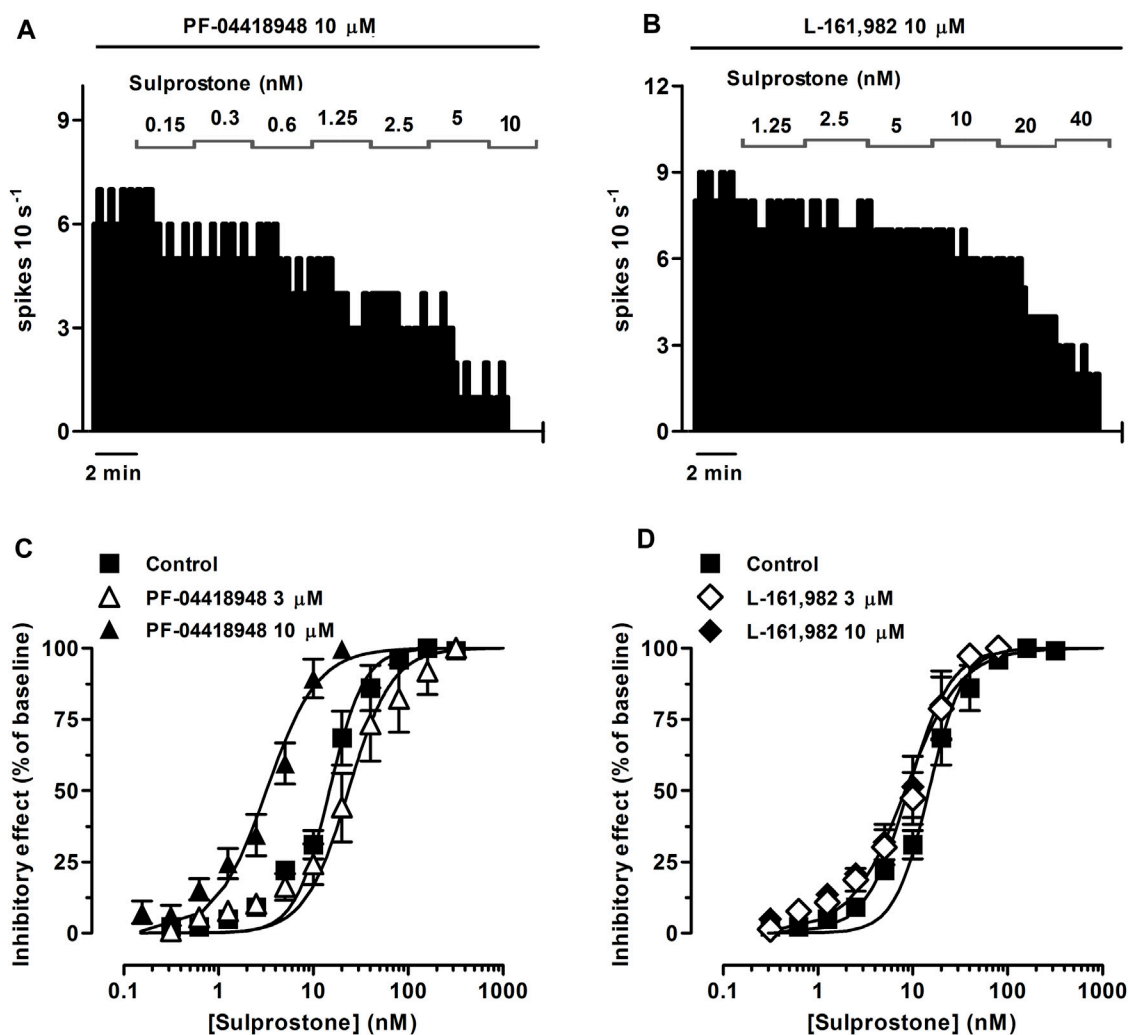 A
PF-04418948 10 μM
Sulprostone (nM)
0.15 0.3 0.6 1.25 2.5 5 10
9
6
3
0
spikes 10 s⁻¹
2 min
B
L-161,982 10 μM
Sulprostone (nM)
1.25 2.5 5 10 20 40
12
9
6
3
0
spikes 10 s⁻¹
2 min
C
Control
PF-04418948 3 μM
PF-04418948 10 μM
100
75
50
25
0
Inhibitory effect (% of baseline)
0.1 1 10 100 1000
[Sulprostone] (nM)
D
Control
L-161,982 3 μM
L-161,982 10 μM
100
75
50
25
0
Inhibitory effect (% of baseline)
0.1 1 10 100 1000
[Sulprostone] (nM)